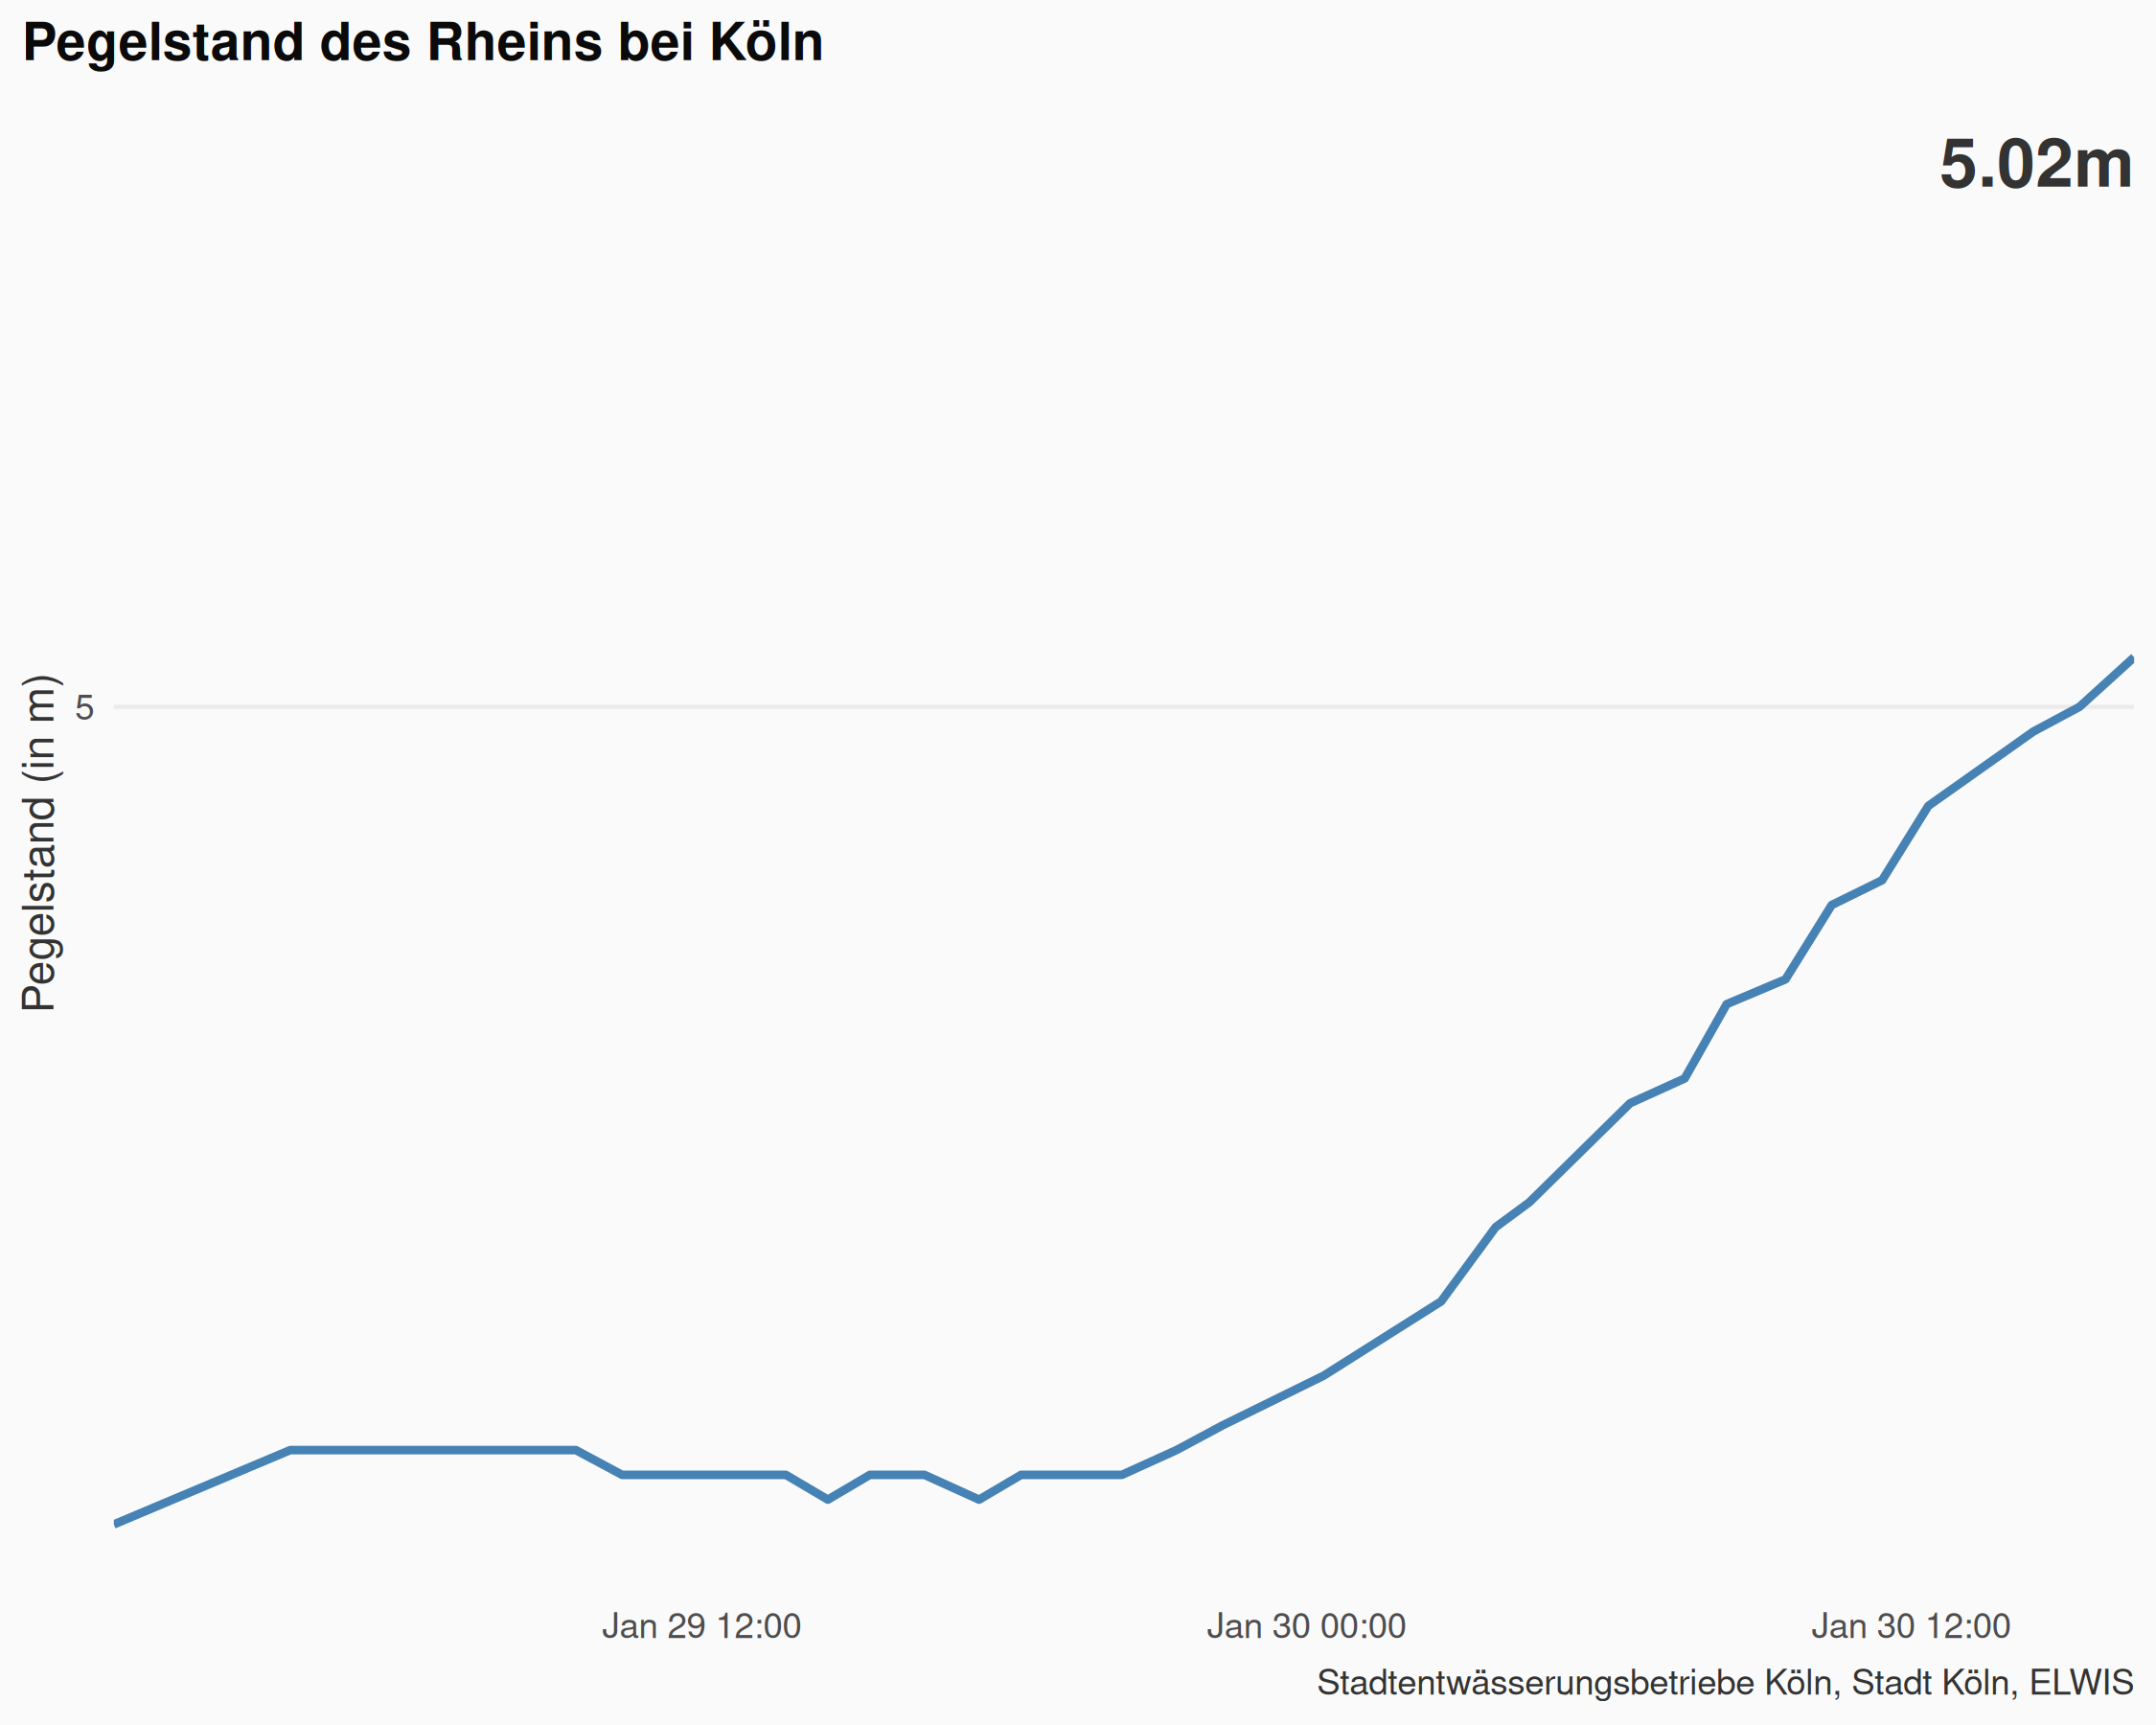 Pegelstand des Rheins bei Köln
5.02m
Pegelstand (in m)
5
Jan 29 12:00
Jan 30 00:00
Jan 30 12:00
Stadtentwässerungsbetriebe Köln, Stadt Köln, ELWIS